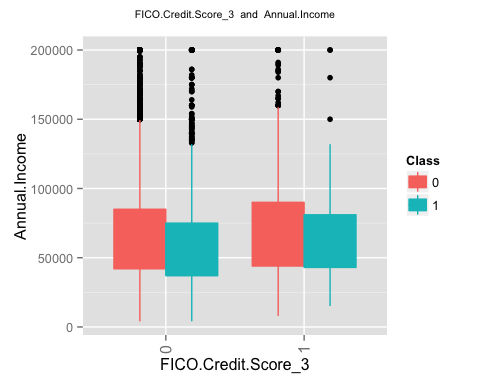 FICO.Credit.Score_3 and Annual.Income
200000
150000
100000
50000
0
Annual.Income
0
1
FICO.Credit.Score_3
Class
0
1